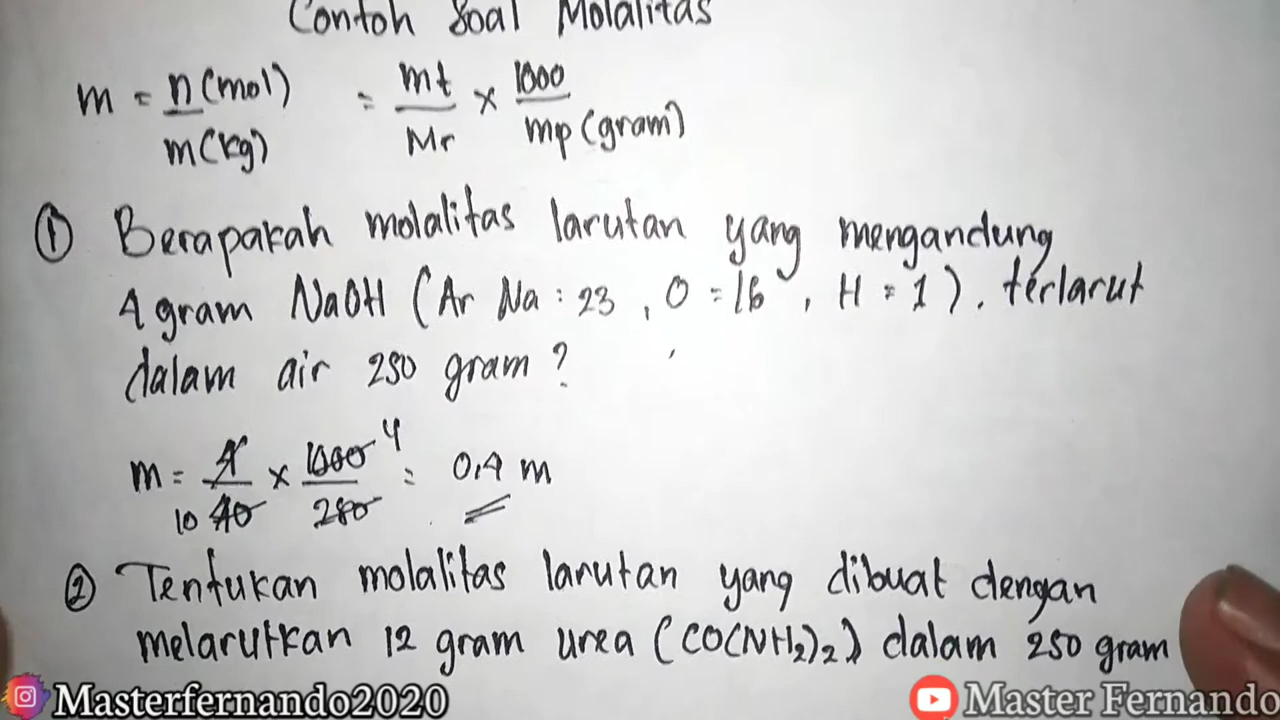 Contoh Soal Molalitas
m = n (mol) / m (kg) = mt / Mr × 1000 / mp (gram)
① Berapakah molalitas larutan yang mengandung
4 gram NaOH (Ar Na : 23 , O = 16 , H = 1 ) . terlarut
dalam air 250 gram ?
m = 4 / 10 40 × 1000 4 / 250 = 0,4 m
② Tentukan molalitas larutan yang dibuat dengan
melarutkan 12 gram urea (CO(NH₂)₂) dalam 250 gram
Masterfernando2020
Master Fernando